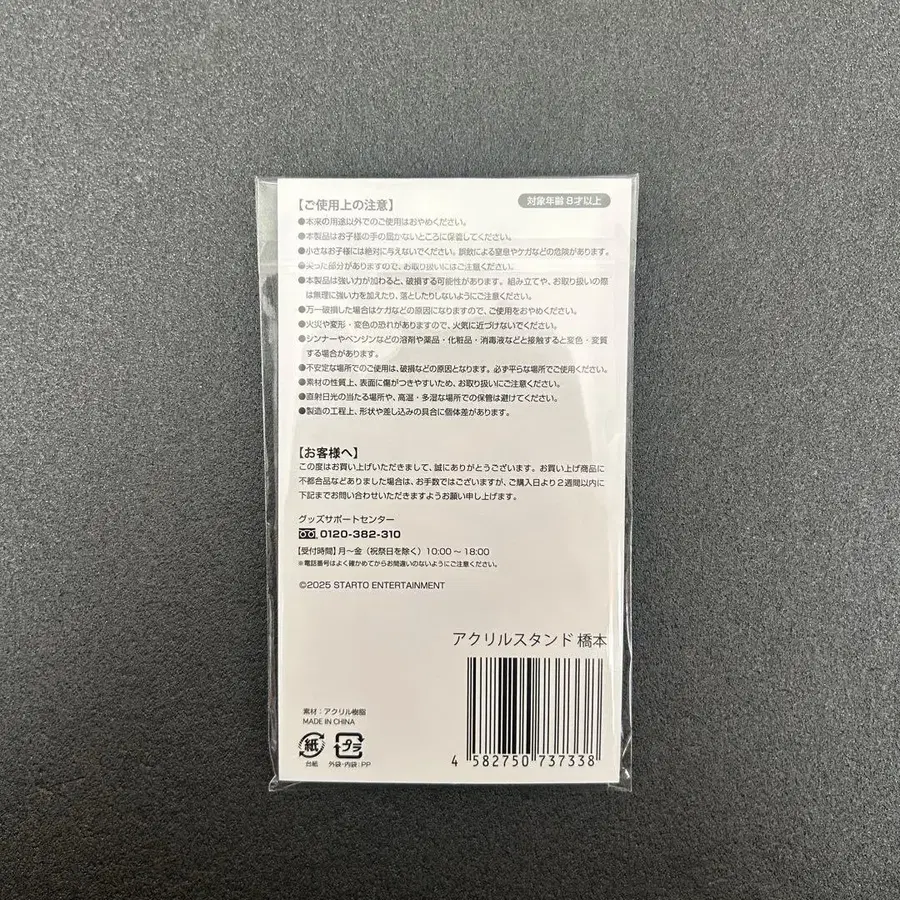 【ご使用上の注意】
対象年齢 8才以上
●本来の用途以外でのご使用はおやめください。
●本製品はお子様の手の届かないところに保管してください。
●小さなお子様には絶対に与えないでください。誤飲による窒息やケガなどの危険があります。
●尖った部分がありますので、お取り扱いにはご注意ください。
●本製品は強い力が加わると、破損する可能性があります。組み立てや、お取り扱いの際
は無理に強い力を加えたり、落としたりしないようにご注意ください。
●万一破損した場合はケガなどの原因になりますので、ご使用をおやめください。
●火災や変形・変色の恐れがありますので、火気に近づけないでください。
●シンナーやベンジンなどの溶剤や薬品・化粧品・消毒液などと接触すると変色・変質
する場合があります。
●不安定な場所でのご使用は、破損などの原因となります。必ず平らな場所でご使用ください。
●素材の性質上、表面に傷がつきやすいため、お取り扱いにご注意ください。
●直射日光の当たる場所や、高温・多湿な場所での保管は避けてください。
●製造の工程上、形状や差し込みの具合に個体差があります。
【お客様へ】
この度はお買い上げいただきまして、誠にありがとうございます。お買い上げ商品に
不都合品などありました場合は、お手数ではございますが、ご購入日より2週間以内に
下記までお問い合わせいただきますようお願い申し上げます。
グッズサポートセンター
0120-382-310
【受付時間】月〜金（祝祭日を除く）10:00〜18:00
※電話番号はよく確かめてからお間違いのないようにご注意ください。
©2025 STARTO ENTERTAINMENT
アクリルスタンド 橋本
素材：アクリル樹脂
MADE IN CHINA
紙
プラ
台紙
外袋・内袋：PP
4 582750 737338